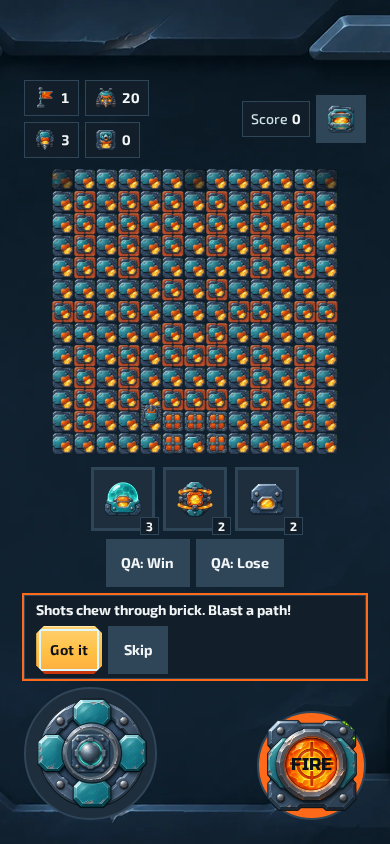 1
20
3
0
Score 0
3
2
2
QA: Win
QA: Lose
Shots chew through brick. Blast a path!
Got it
Skip
FIRE